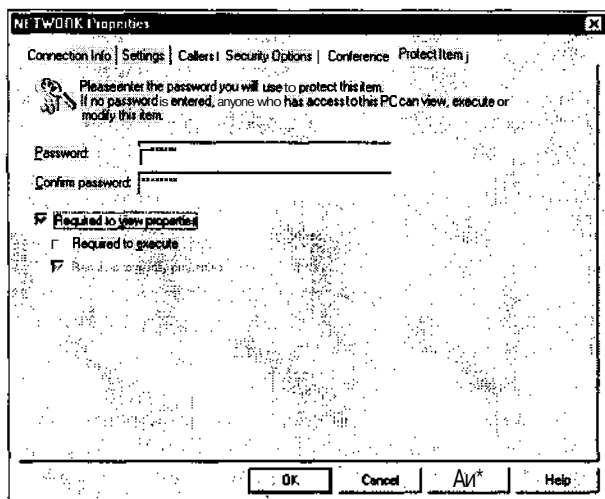 NETWORK Properties
Connection Info | Settings | Callers | Security Options | Conference Protect Item
Please enter the password you will use to protect this item.
If no password is entered, anyone who has access to this PC can view, execute or
modify this item.
Password:
Confirm password:
Required to view properties
Required to execute
OK Cancel Аи* Help